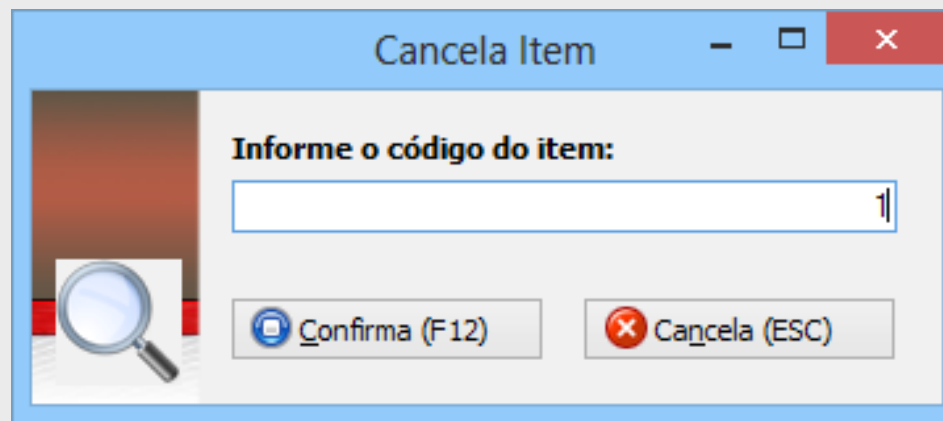 Cancela Item
Informe o código do item:
1
Confirma (F12)
Cancela (ESC)